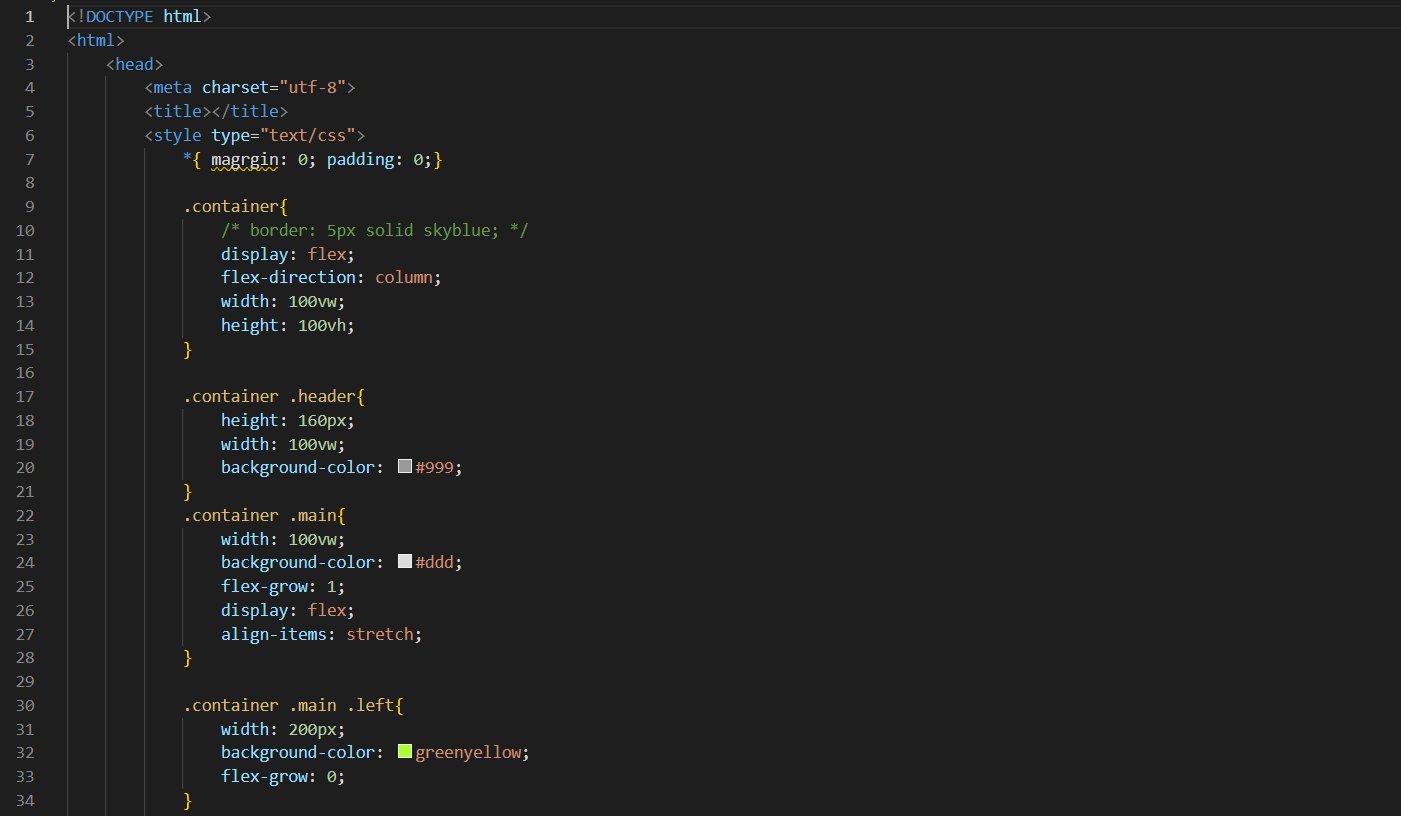 1 <!DOCTYPE html>
2 <html>
3 <head>
4 <meta charset="utf-8">
5 <title></title>
6 <style type="text/css">
7 *{ magrgin: 0; padding: 0;}
8
9 .container{
10 /* border: 5px solid skyblue; */
11 display: flex;
12 flex-direction: column;
13 width: 100vw;
14 height: 100vh;
15 }
16
17 .container .header{
18 height: 160px;
19 width: 100vw;
20 background-color: #999;
21 }
22 .container .main{
23 width: 100vw;
24 background-color: #ddd;
25 flex-grow: 1;
26 display: flex;
27 align-items: stretch;
28 }
29
30 .container .main .left{
31 width: 200px;
32 background-color: greenyellow;
33 flex-grow: 0;
34 }